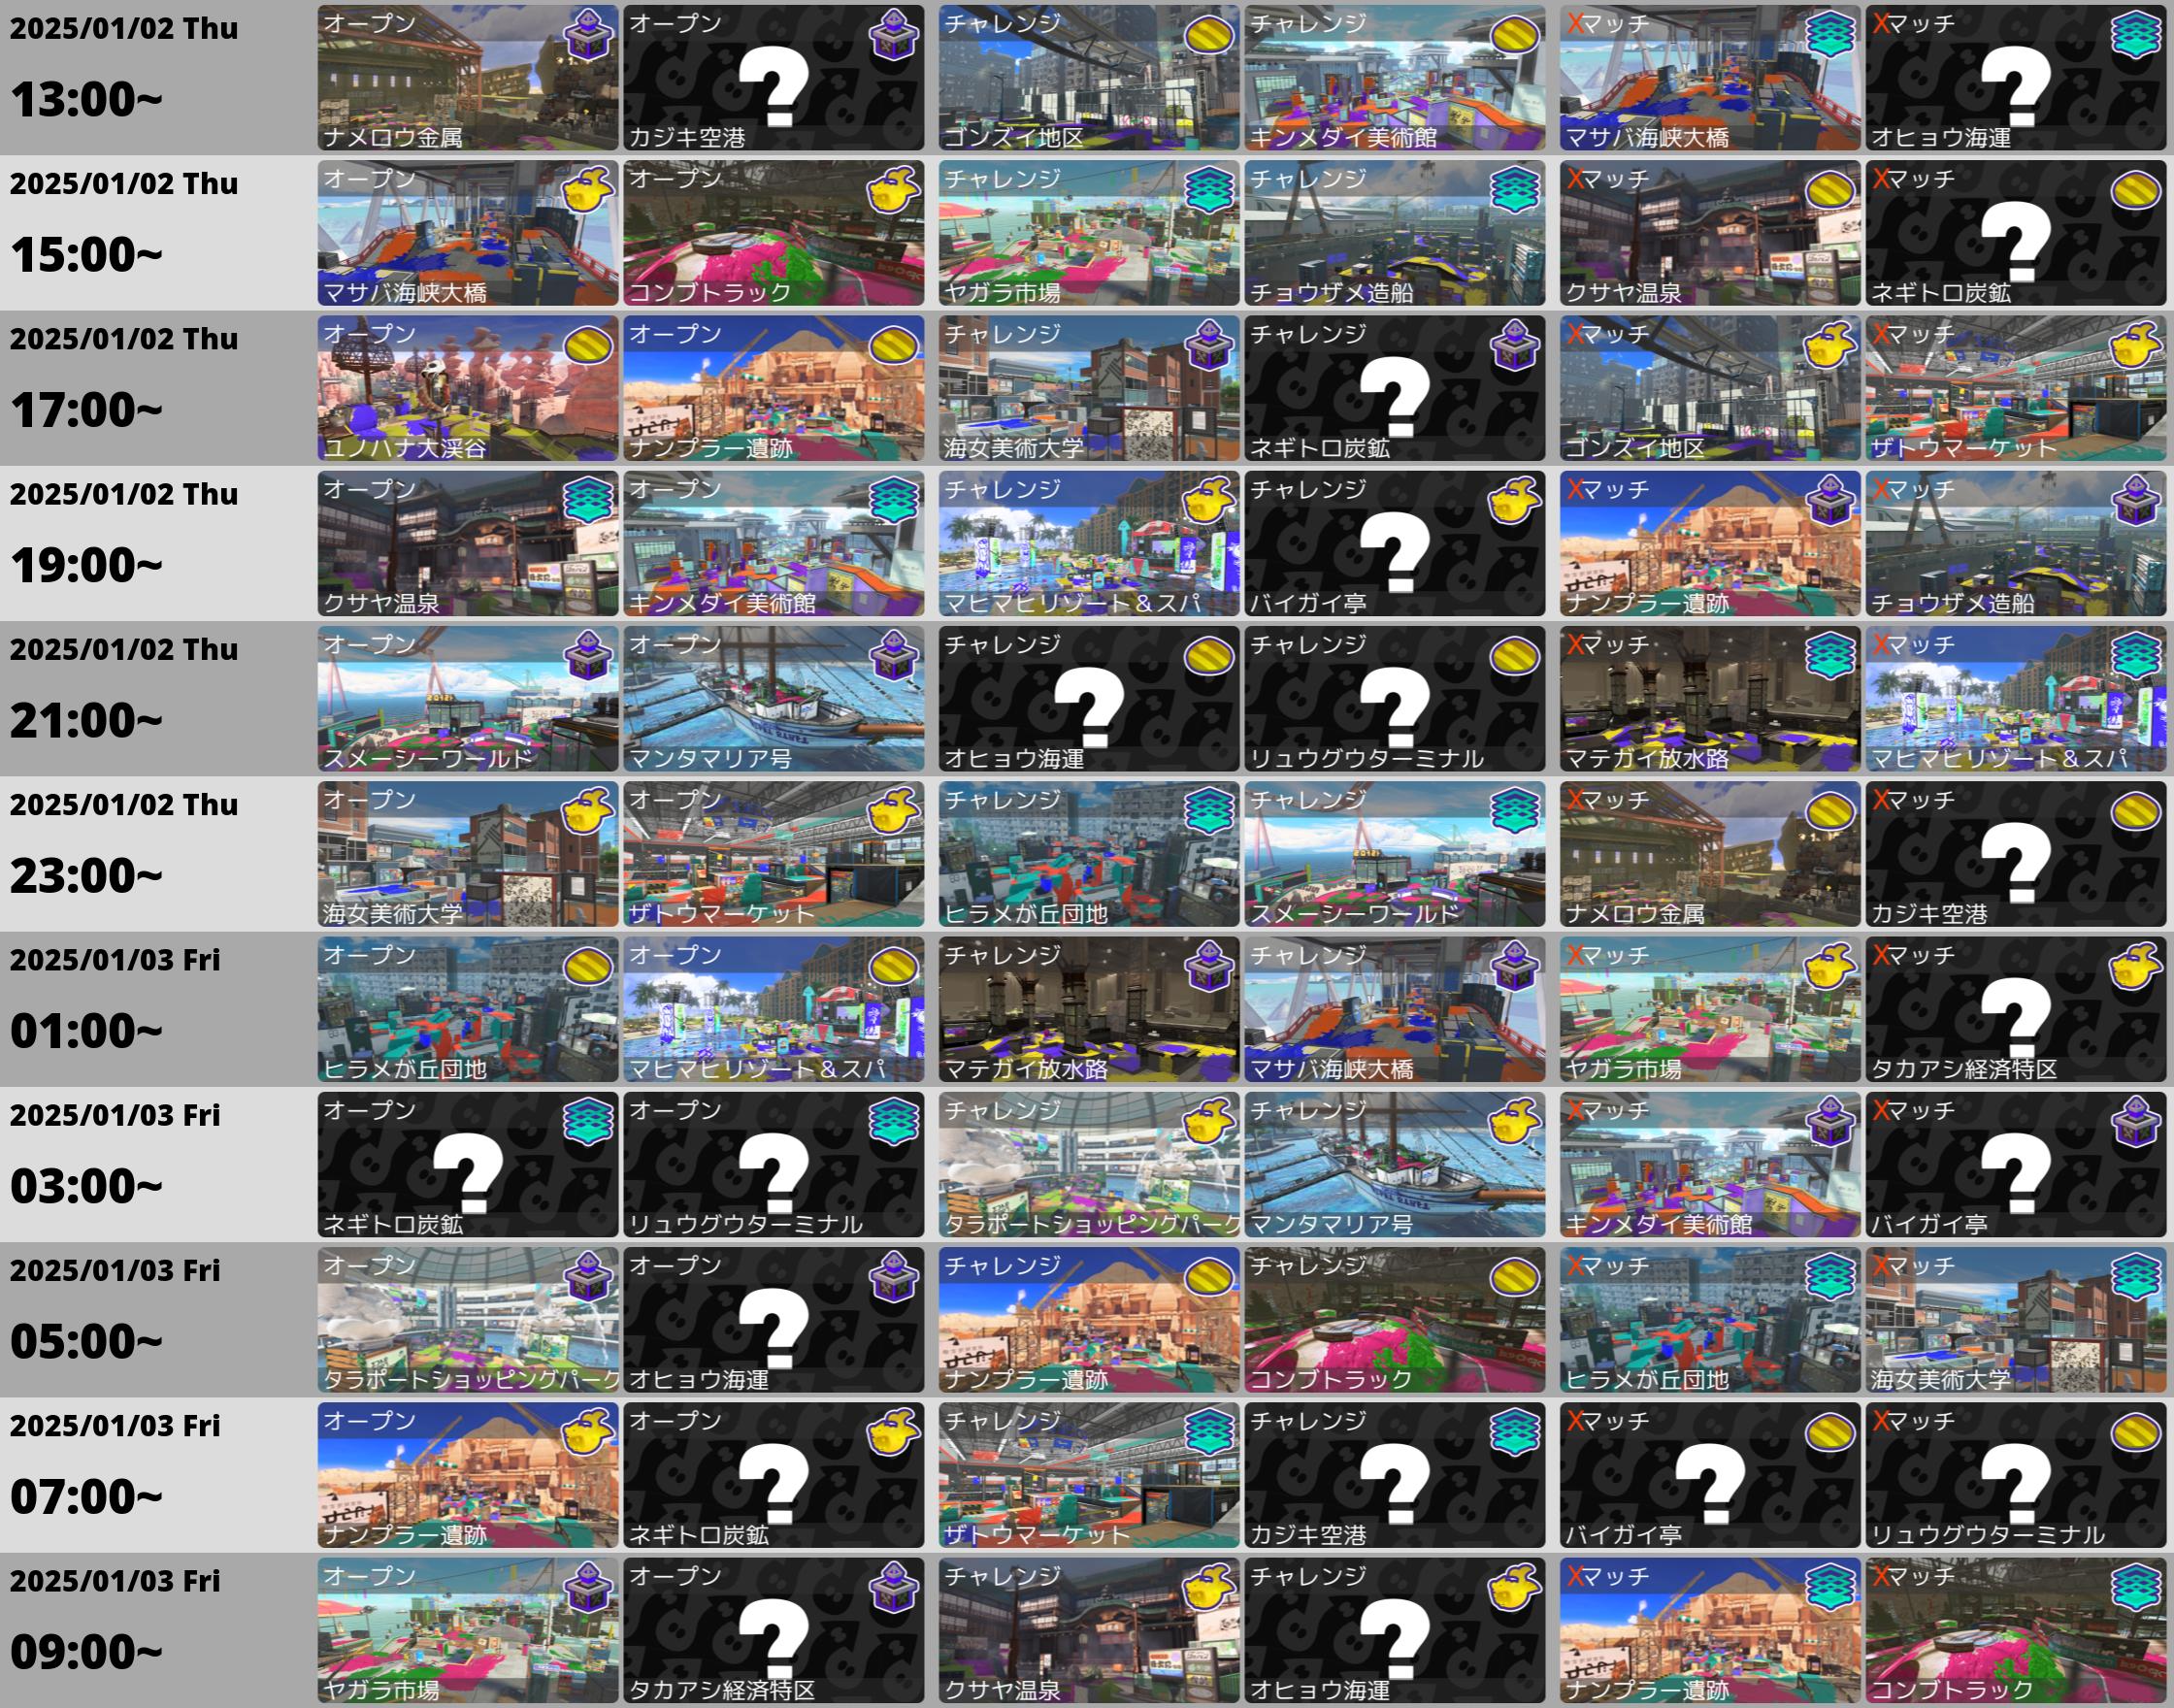 2025/01/02 Thu
13:00~
オープン
ナメロウ金属
オープン
カジキ空港
チャレンジ
ゴンズイ地区
チャレンジ
キンメダイ美術館
Xマッチ
マサバ海峡大橋
Xマッチ
オヒョウ海運
2025/01/02 Thu
15:00~
オープン
マサバ海峡大橋
オープン
コンブトラック
チャレンジ
ヤガラ市場
チャレンジ
チョウザメ造船
Xマッチ
クサヤ温泉
Xマッチ
ネギトロ炭鉱
2025/01/02 Thu
17:00~
オープン
ユノハナ大渓谷
オープン
ナンプラー遺跡
チャレンジ
海女美術大学
チャレンジ
ネギトロ炭鉱
Xマッチ
ゴンズイ地区
Xマッチ
ザトウマーケット
2025/01/02 Thu
19:00~
オープン
クサヤ温泉
オープン
キンメダイ美術館
チャレンジ
マヒマヒリゾート＆スパ
チャレンジ
バイガイ亭
Xマッチ
ナンプラー遺跡
Xマッチ
チョウザメ造船
2025/01/02 Thu
21:00~
オープン
スメーシーワールド
オープン
マンタマリア号
チャレンジ
オヒョウ海運
チャレンジ
リュウグウターミナル
Xマッチ
マテガイ放水路
Xマッチ
マヒマヒリゾート＆スパ
2025/01/02 Thu
23:00~
オープン
海女美術大学
オープン
ザトウマーケット
チャレンジ
ヒラメが丘団地
チャレンジ
スメーシーワールド
Xマッチ
ナメロウ金属
Xマッチ
カジキ空港
2025/01/03 Fri
01:00~
オープン
ヒラメが丘団地
オープン
マヒマヒリゾート＆スパ
チャレンジ
マテガイ放水路
チャレンジ
マサバ海峡大橋
Xマッチ
ヤガラ市場
Xマッチ
タカアシ経済特区
2025/01/03 Fri
03:00~
オープン
ネギトロ炭鉱
オープン
リュウグウターミナル
チャレンジ
タラポートショッピングパーク
チャレンジ
マンタマリア号
Xマッチ
キンメダイ美術館
Xマッチ
バイガイ亭
2025/01/03 Fri
05:00~
オープン
タラポートショッピングパーク
オープン
オヒョウ海運
チャレンジ
ナンプラー遺跡
チャレンジ
コンブトラック
Xマッチ
ヒラメが丘団地
Xマッチ
海女美術大学
2025/01/03 Fri
07:00~
オープン
ナンプラー遺跡
オープン
ネギトロ炭鉱
チャレンジ
ザトウマーケット
チャレンジ
カジキ空港
Xマッチ
バイガイ亭
Xマッチ
リュウグウターミナル
2025/01/03 Fri
09:00~
オープン
ヤガラ市場
オープン
タカアシ経済特区
チャレンジ
クサヤ温泉
チャレンジ
オヒョウ海運
Xマッチ
ナンプラー遺跡
Xマッチ
コンブトラック